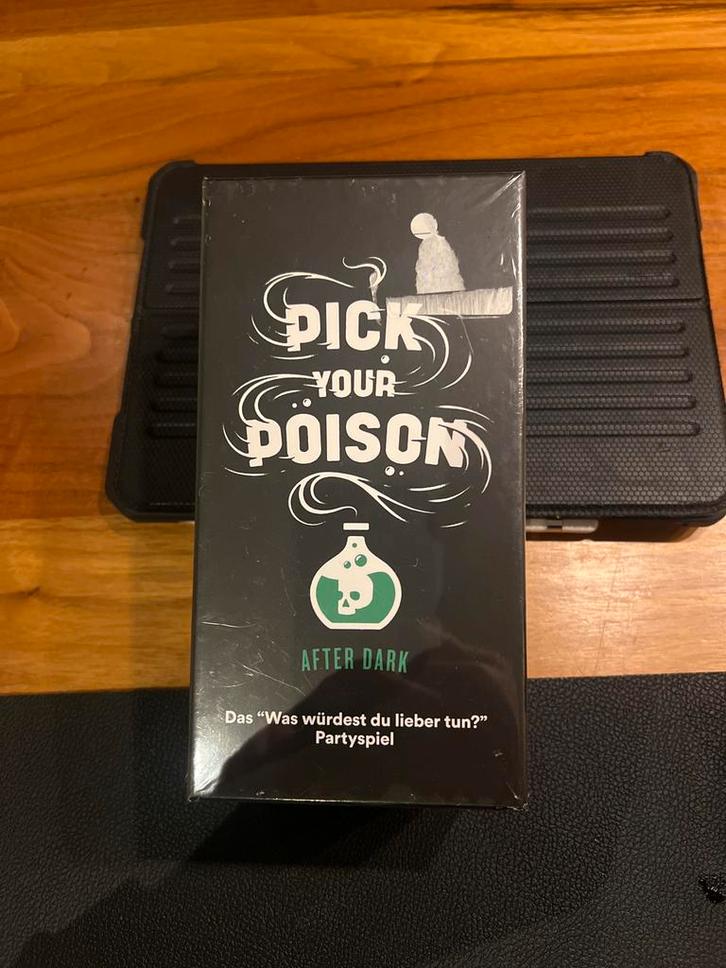 PICK
YOUR
POISON
AFTER DARK
Das “Was würdest du lieber tun?”
Partyspiel